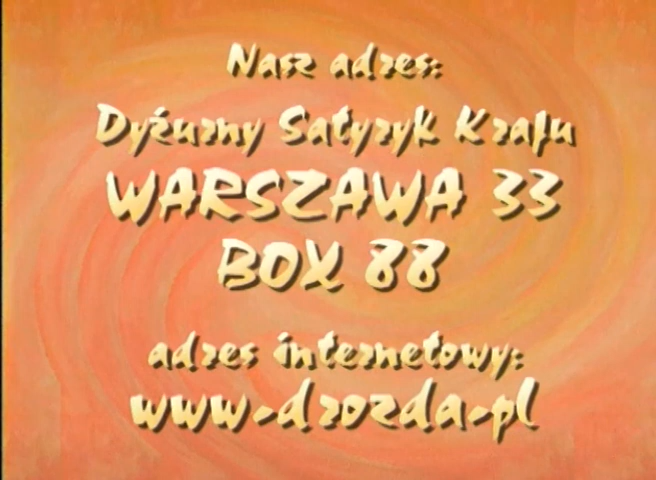 Nasz adres:
Dyżurny Satyryk Kraju
WARSZAWA 33
BOX 88
adres internetowy:
www.drozda.pl